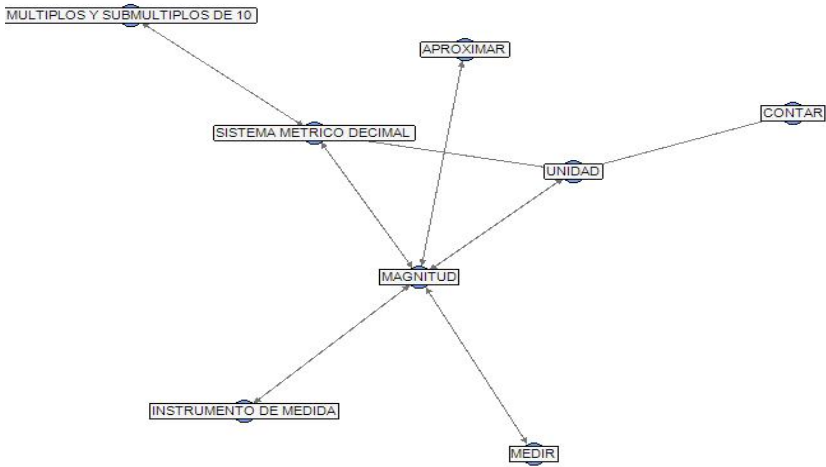 MULTIPLOS Y SUBMULTIPLOS DE 10
APROXIMAR
CONTAR
SISTEMA METRICO DECIMAL
UNIDAD
MAGNITUD
INSTRUMENTO DE MEDIDA
MEDIR